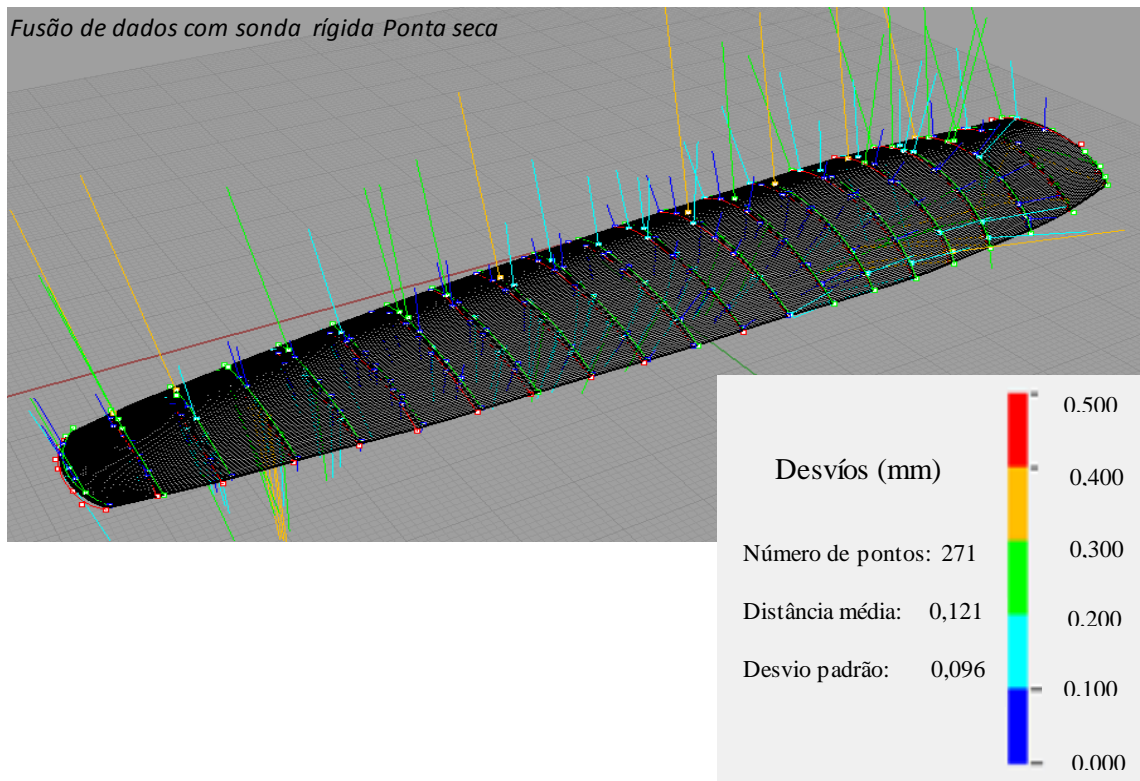 Fusão de dados com sonda rígida Ponta seca
Desvíos (mm)
Número de pontos: 271
Distância média: 0,121
Desvio padrão: 0,096
0.500
0.400
0.300
0.200
0.100
0.000